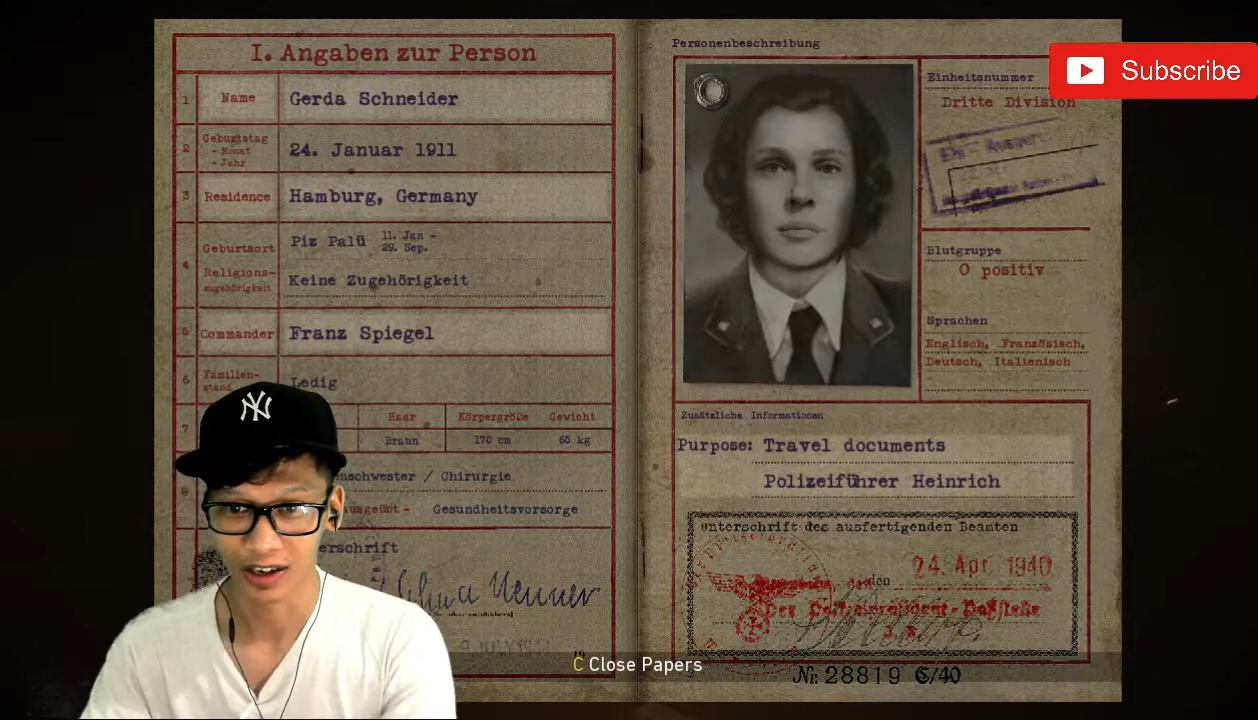 I. Angaben zur Person
1 Name Gerda Schneider
2 Geburtstag - Monat - Jahr 24. Januar 1911
3 Residence Hamburg, Germany
4 Geburtsort Piz Palü 11. Jan - 29. Sep.
Religions-zugehörigkeit Keine Zugehörigkeit
5 Commander Franz Spiegel
6 Familien-stand Ledig
7 Haar Körpergröße Gewicht
Braun 170 cm 65 kg
8 / Chirurgie
Gesundheitsvorsorge
Personenbeschreibung
Einheitsnummer
Dritte Division
Blutgruppe
O positiv
Sprachen
Englisch, Französisch,
Deutsch, Italienisch
Zusätzliche Informationen
Purpose: Travel documents
Polizeiführer Heinrich
Unterschrift des ausfertigenden Beamten
den 24. Apr. 1940
Nr. 28819 C/40
Subscribe
NY
C Close Papers